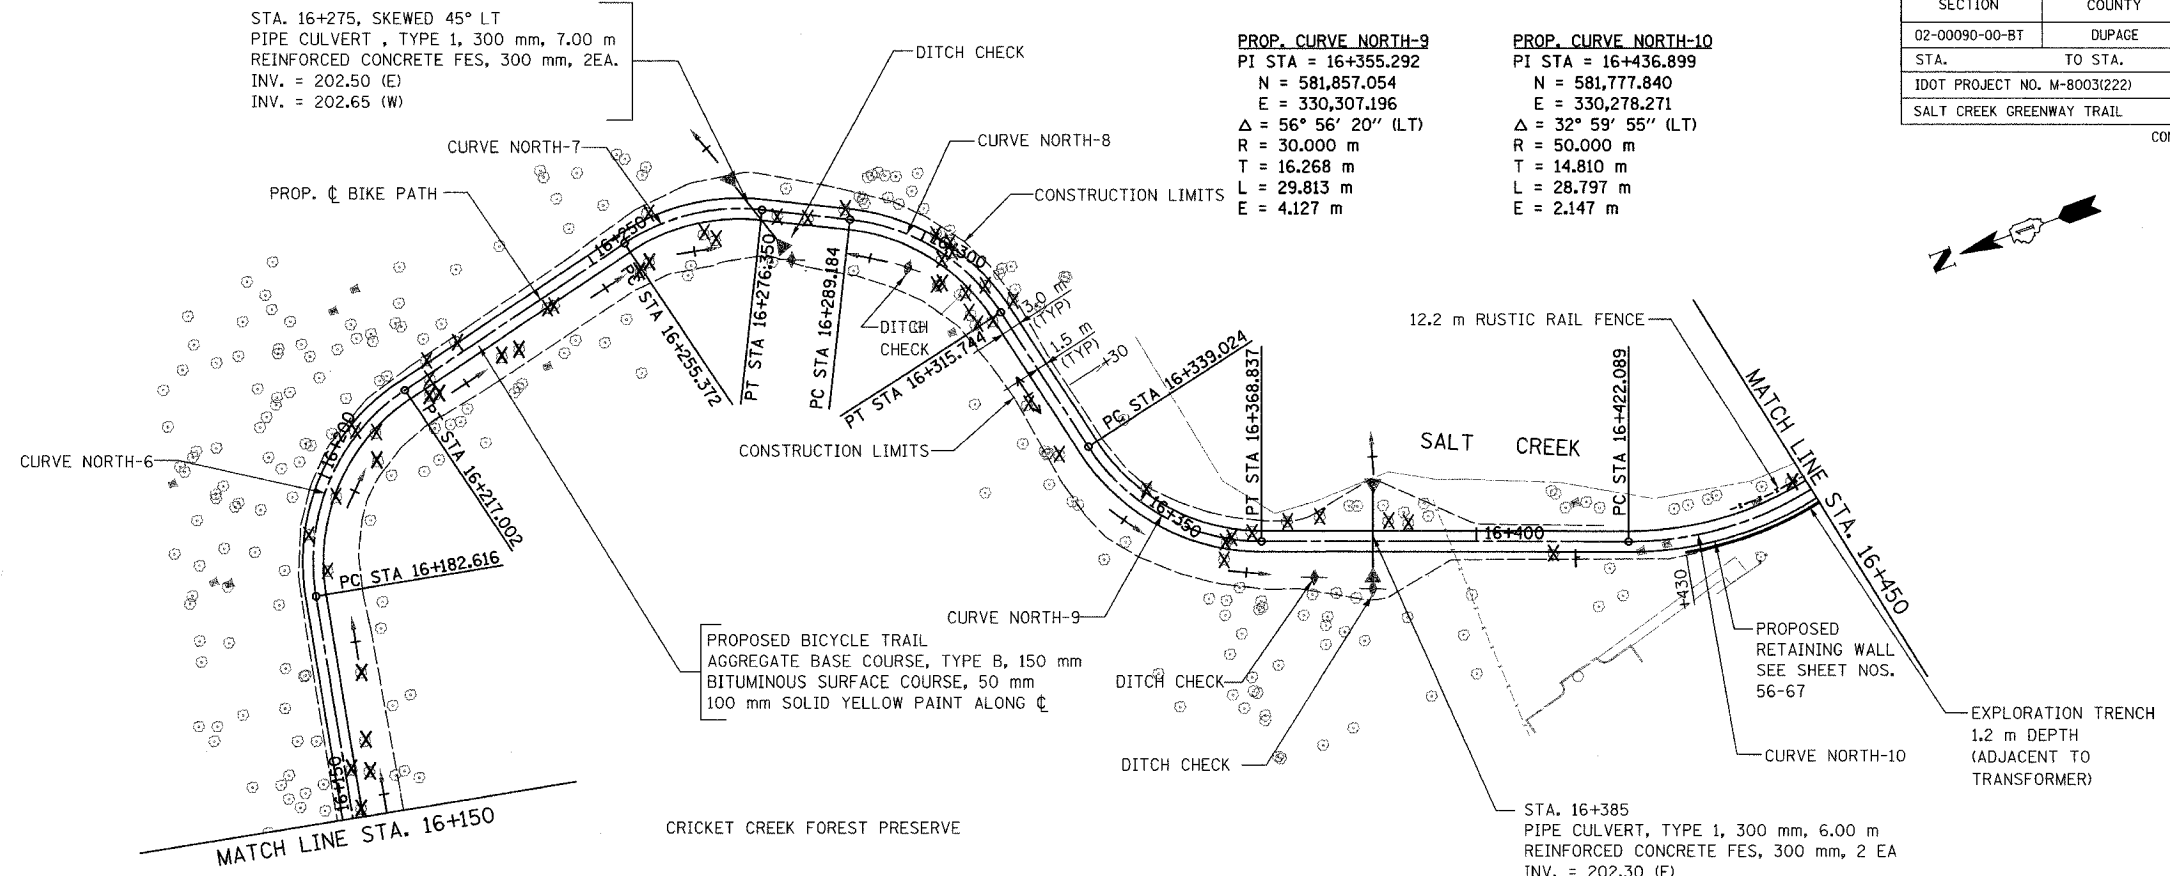 STA. 16+275, SKEWED 45° LT
PIPE CULVERT , TYPE 1, 300 mm, 7.00 m
REINFORCED CONCRETE FES, 300 mm, 2EA.
INV. = 202.50 (E)
INV. = 202.65 (W)
DITCH CHECK
PROP. CURVE NORTH-9
PI STA = 16+355.292
N = 581,857.054
E = 330,307.196
Δ = 56° 56' 20" (LT)
R = 30.000 m
T = 16.268 m
L = 29.813 m
E = 4.127 m
PROP. CURVE NORTH-10
PI STA = 16+436.899
N = 581,777.840
E = 330,278.271
Δ = 32° 59' 55" (LT)
R = 50.000 m
T = 14.810 m
L = 28.797 m
E = 2.147 m
SECTION COUNTY
02-00090-00-BT DUPAGE
STA. TO STA.
IDOT PROJECT NO. M-8003(222)
SALT CREEK GREENWAY TRAIL
N
CURVE NORTH-7
CURVE NORTH-8
PROP. ℄ BIKE PATH
CONSTRUCTION LIMITS
16+250
16+300
PC STA 16+255.372
PT STA 16+276.350
PC STA 16+289.184
DITCH
CHECK
3.0 m
(TYP)
1.5 m
(TYP)
+30
PT STA 16+315.744
PC STA 16+339.024
PT STA 16+368.837
12.2 m RUSTIC RAIL FENCE
PC STA 16+422.089
MATCH LINE STA. 16+450
SALT CREEK
CONSTRUCTION LIMITS
16+200
CURVE NORTH-6
PT STA 16+217.002
PC STA 16+182.616
16+350
16+400
+430
CURVE NORTH-9
PROPOSED BICYCLE TRAIL
AGGREGATE BASE COURSE, TYPE B, 150 mm
BITUMINOUS SURFACE COURSE, 50 mm
100 mm SOLID YELLOW PAINT ALONG ℄
PROPOSED
RETAINING WALL
SEE SHEET NOS.
56-67
DITCH CHECK
DITCH CHECK
EXPLORATION TRENCH
1.2 m DEPTH
(ADJACENT TO
TRANSFORMER)
CURVE NORTH-10
16+150
MATCH LINE STA. 16+150
CRICKET CREEK FOREST PRESERVE
STA. 16+385
PIPE CULVERT, TYPE 1, 300 mm, 6.00 m
REINFORCED CONCRETE FES, 300 mm, 2 EA
INV. = 202.30 (E)